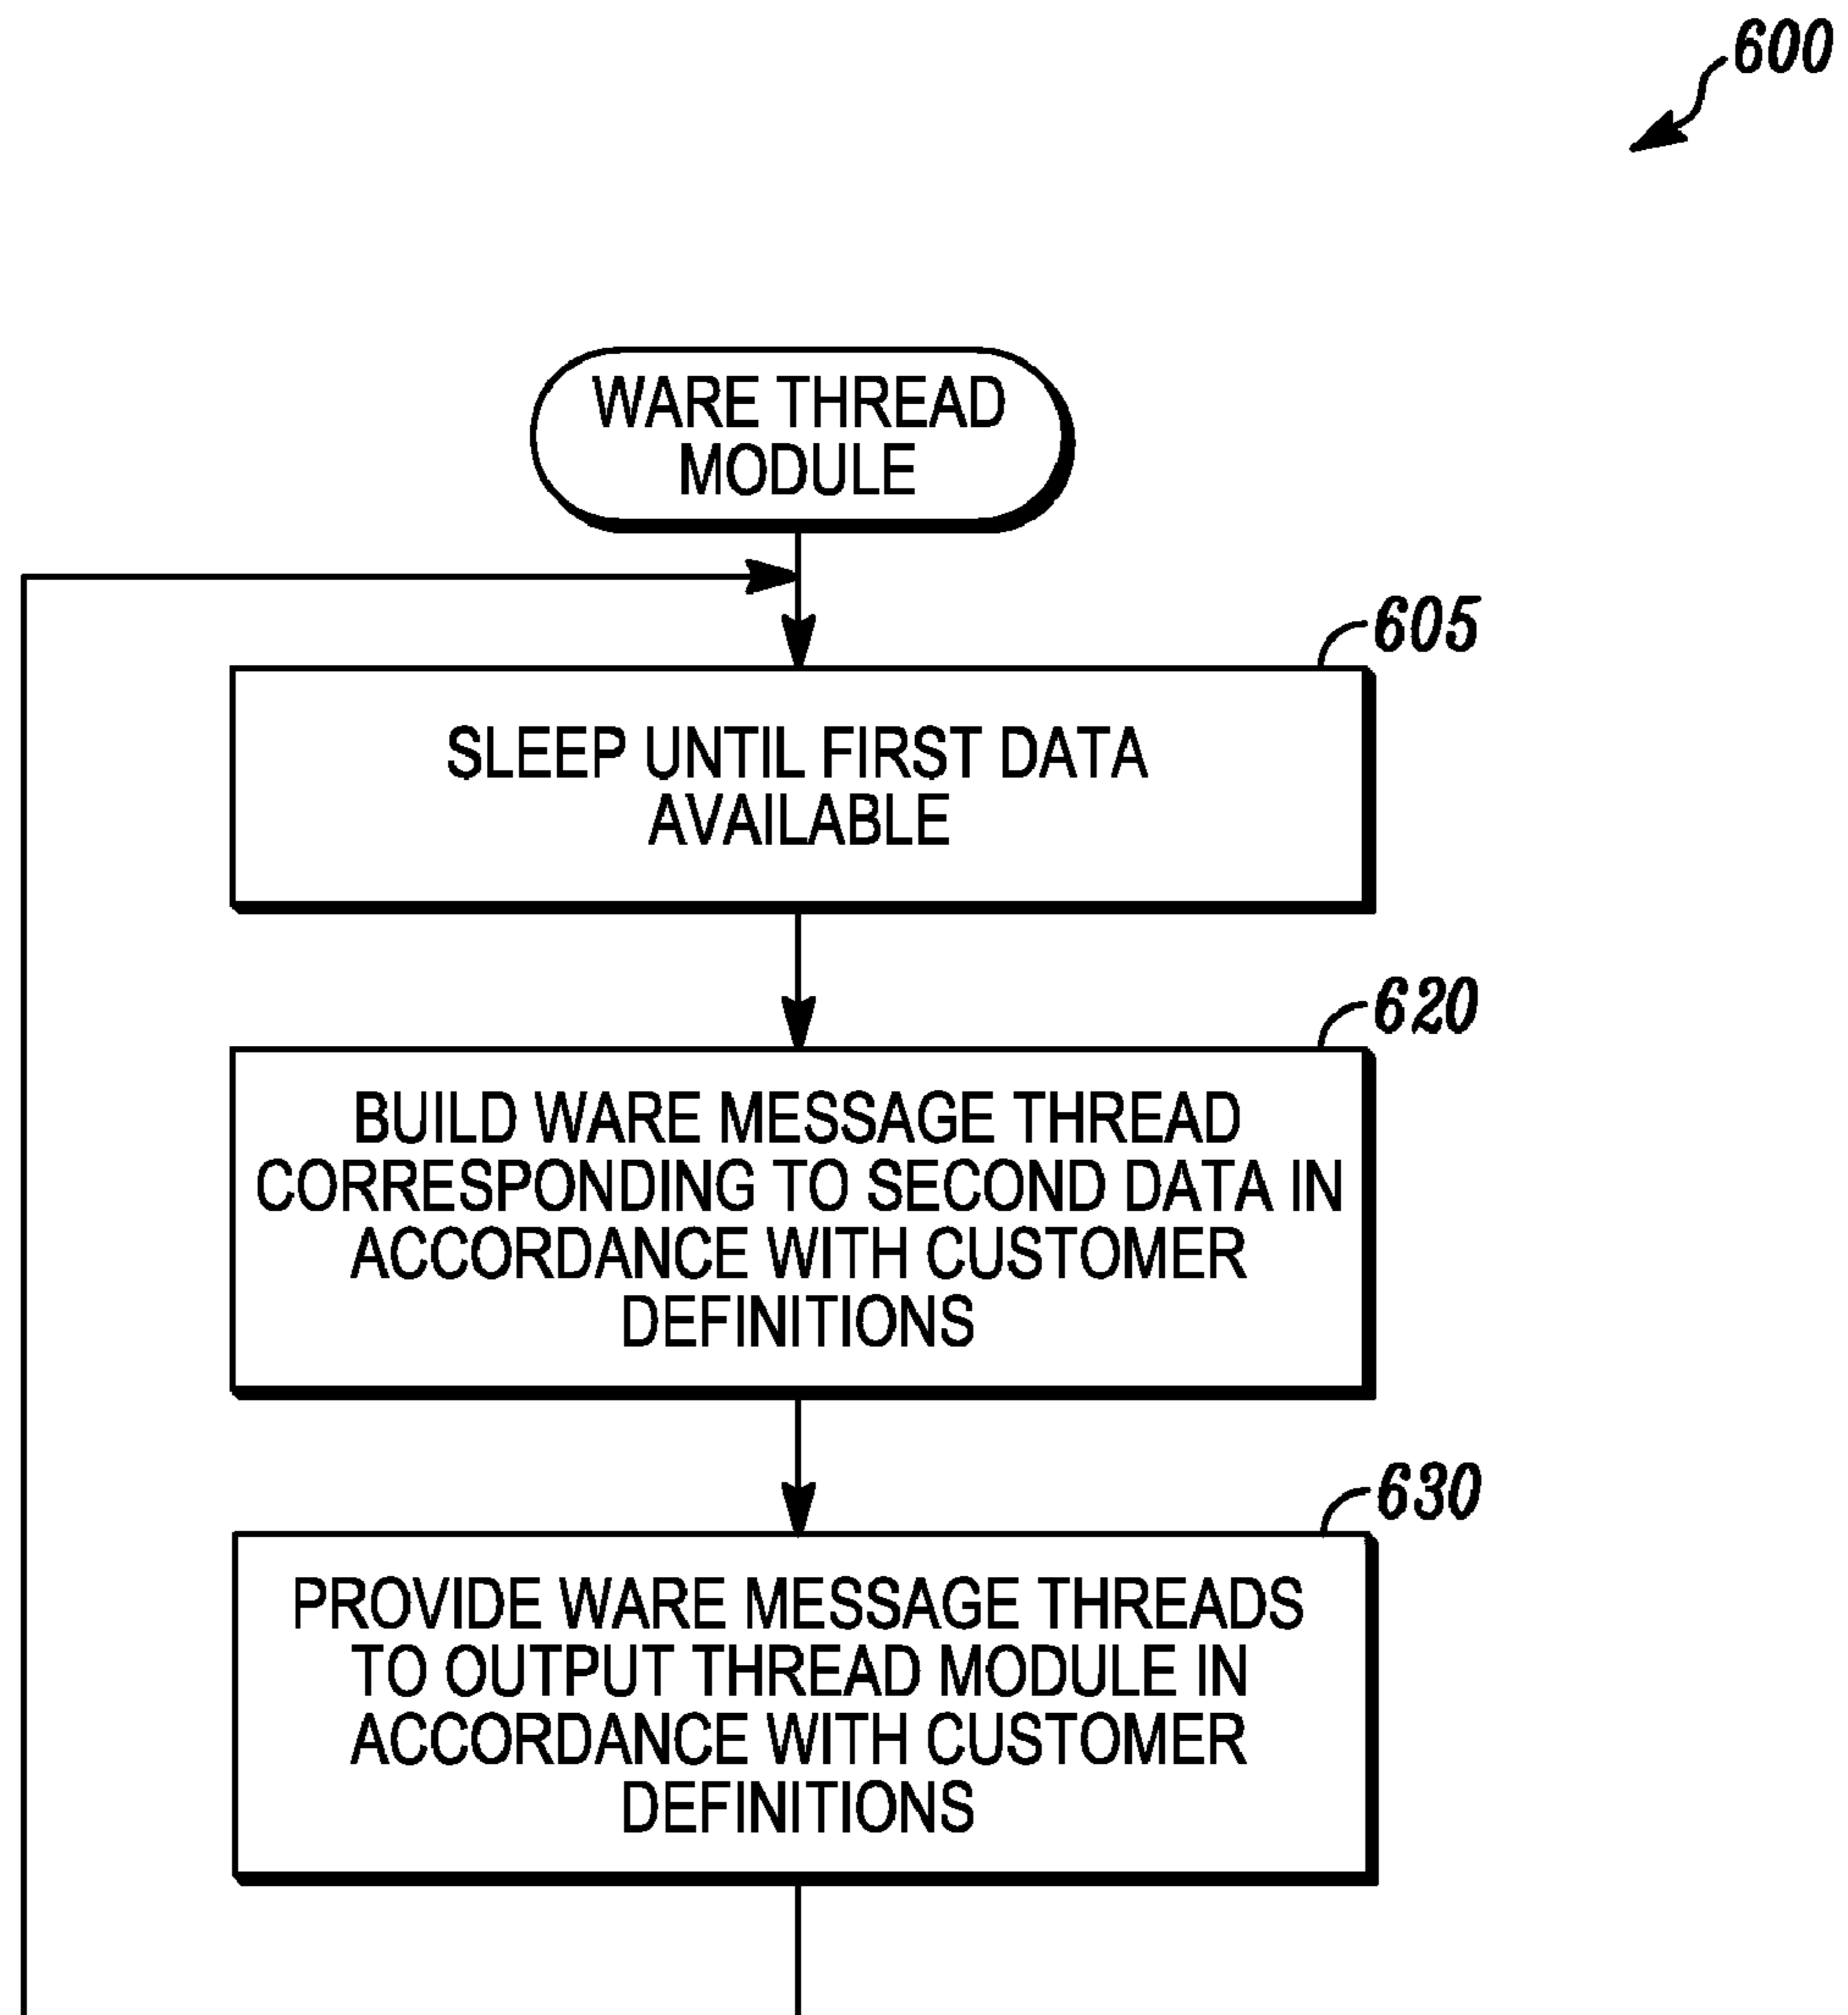 600
WARE THREAD
MODULE
605
SLEEP UNTIL FIRST DATA
AVAILABLE
620
BUILD WARE MESSAGE THREAD
CORRESPONDING TO SECOND DATA IN
ACCORDANCE WITH CUSTOMER
DEFINITIONS
630
PROVIDE WARE MESSAGE THREADS
TO OUTPUT THREAD MODULE IN
ACCORDANCE WITH CUSTOMER
DEFINITIONS